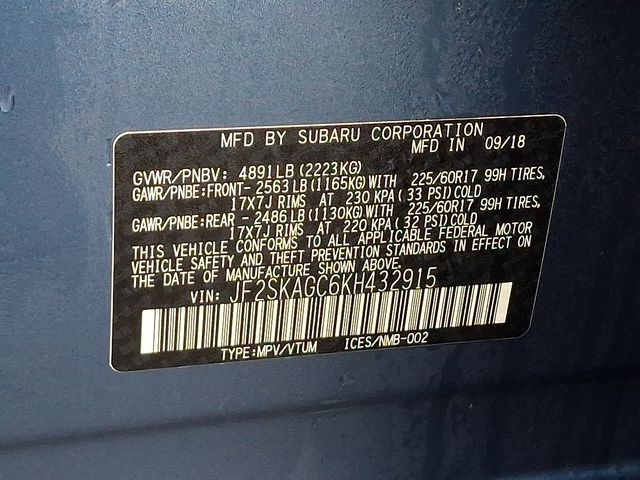 MFD BY SUBARU CORPORATION
MFD IN 09/18
GVWR/PNBV: 4891LB(2223KG)
GAWR/PNBE:FRONT- 2563LB(1165KG)WITH 225/60R17 99H TIRES,
17X7J RIMS AT 230 KPA(33 PSI)COLD
GAWR/PNBE:REAR -2486LB(1130KG)WITH 225/60R17 99H TIRES,
17X7J RIMS AT 220 KPA(32 PSI)COLD
THIS VEHICLE CONFORMS TO ALL APPLICABLE FEDERAL MOTOR
VEHICLE SAFETY AND THEFT PREVENTION STANDARDS IN EFFECT ON
THE DATE OF MANUFACTURE SHOWN ABOVE.
VIN: JF2SKAGC6KH432915
TYPE:MPV/VTUM ICES/NMB-002